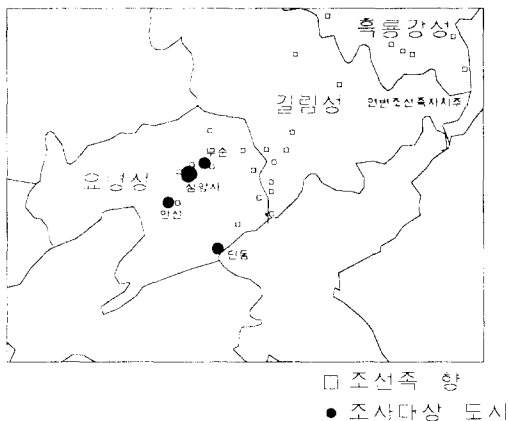 흑룡강성
길림성
연변조선족자치주
무순
요녕성
심양시
안산
단동
□ 조선족 향
● 조사대상 도시